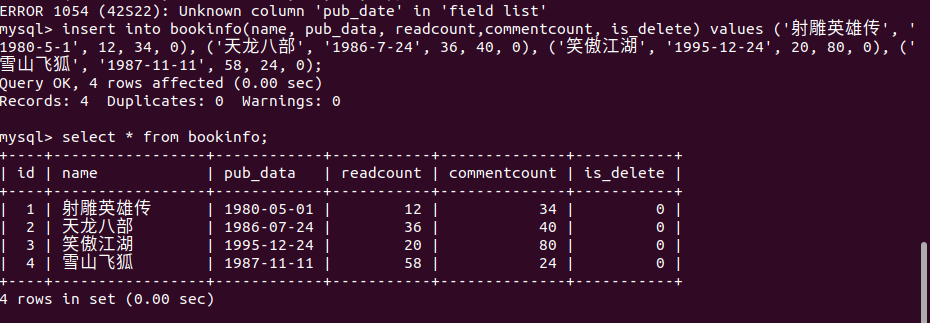 ERROR 1054 (42S22): Unknown column 'pub_date' in 'field list'
mysql> insert into bookinfo(name, pub_data, readcount,commentcount, is_delete) values ('射雕英雄传', '
1980-5-1', 12, 34, 0), ('天龙八部', '1986-7-24', 36, 40, 0), ('笑傲江湖', '1995-12-24', 20, 80, 0), ('
雪山飞狐', '1987-11-11', 58, 24, 0);
Query OK, 4 rows affected (0.00 sec)
Records: 4  Duplicates: 0  Warnings: 0

mysql> select * from bookinfo;
+----+-----------------+------------+-----------+--------------+-----------+
| id | name            | pub_data   | readcount | commentcount | is_delete |
+----+-----------------+------------+-----------+--------------+-----------+
|  1 | 射雕英雄传      | 1980-05-01 |        12 |           34 |         0 |
|  2 | 天龙八部        | 1986-07-24 |        36 |           40 |         0 |
|  3 | 笑傲江湖        | 1995-12-24 |        20 |           80 |         0 |
|  4 | 雪山飞狐        | 1987-11-11 |        58 |           24 |         0 |
+----+-----------------+------------+-----------+--------------+-----------+
4 rows in set (0.00 sec)